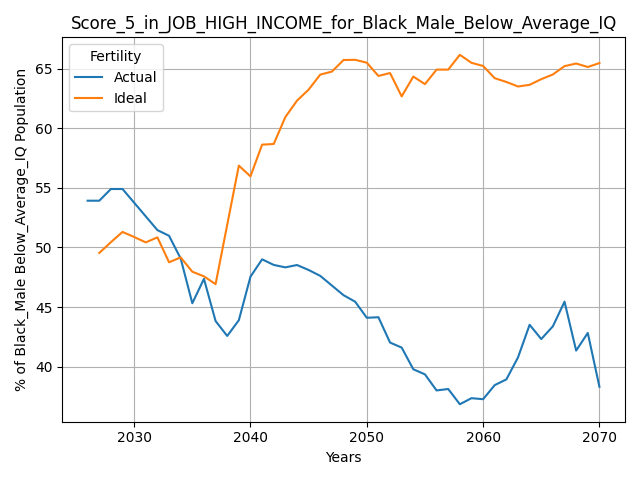 Score_5_in_JOB_HIGH_INCOME_for_Black_Male_Below_Average_IQ
Fertility
Actual
Ideal
% of Black_Male Below_Average_IQ Population
65
60
55
50
45
40
2030
2040
2050
2060
2070
Years